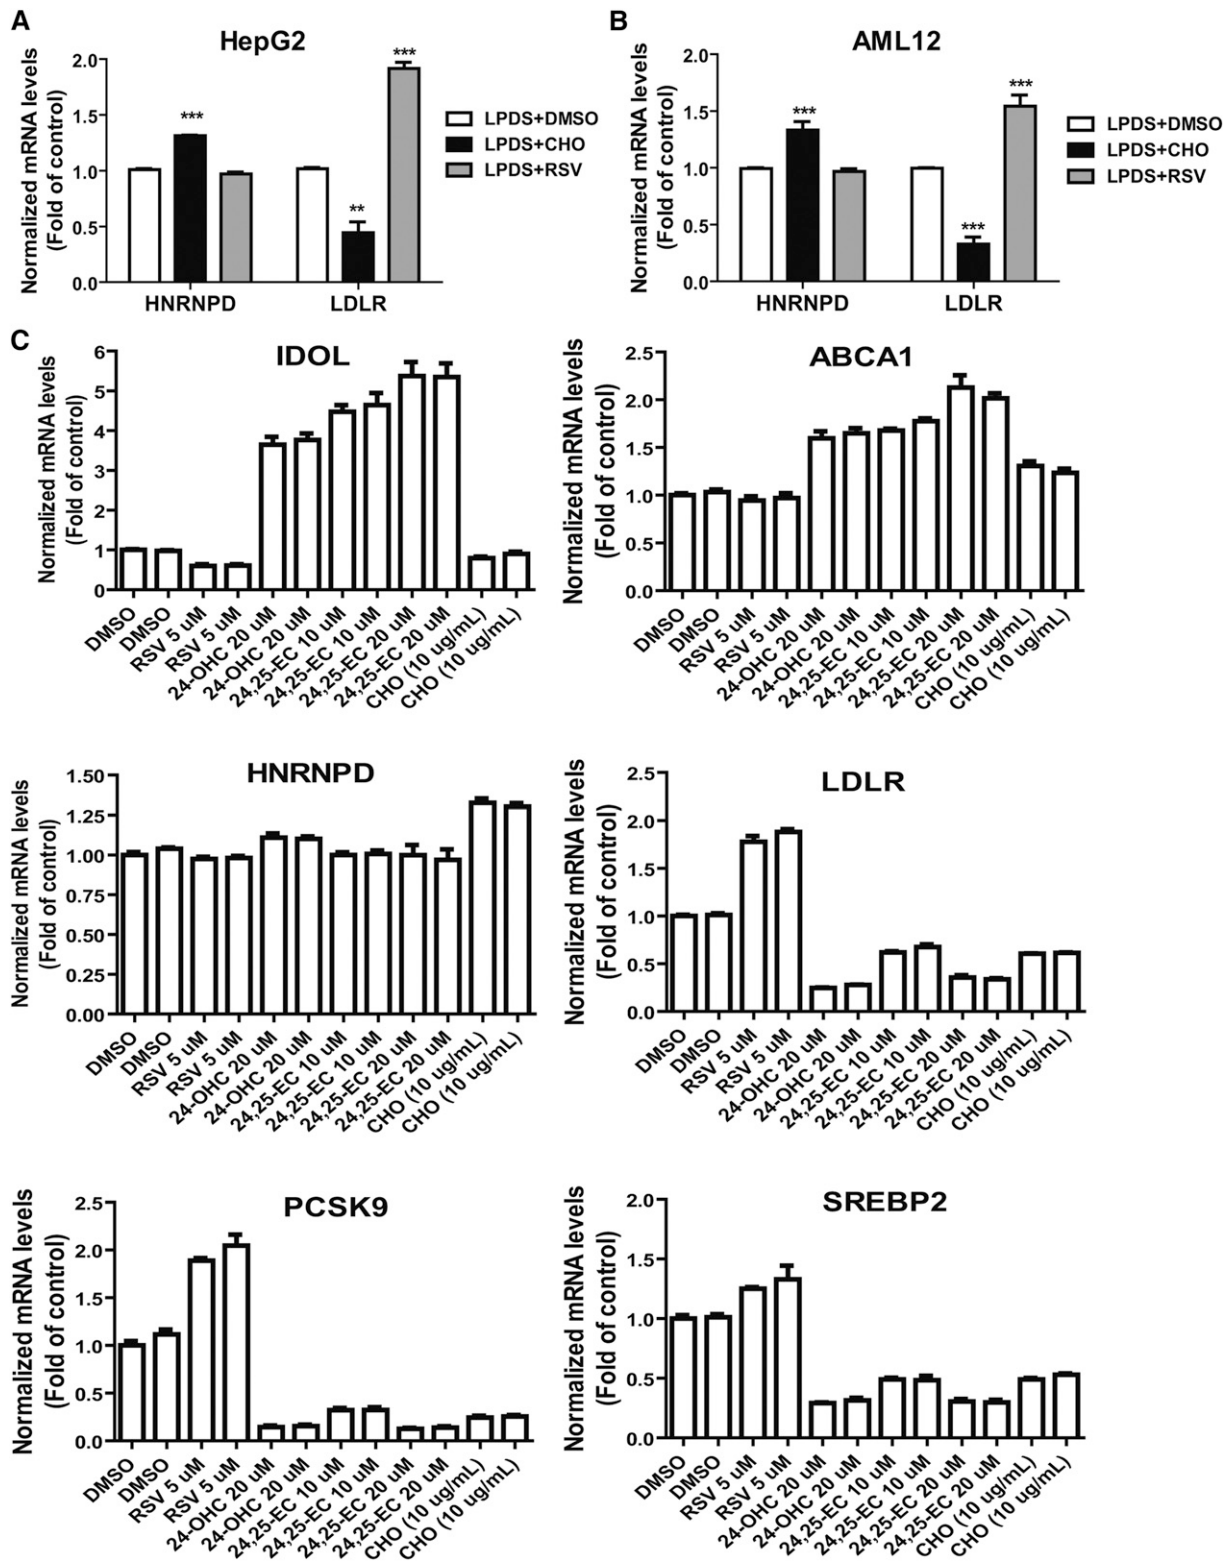 A
HepG2
Normalized mRNA levels
(Fold of control)
2.0
1.5
1.0
0.5
0.0
***
**
***
HNRNPD
LDLR
LPDS+DMSO
LPDS+CHO
LPDS+RSV
B
AML12
Normalized mRNA levels
(Fold of control)
2.0
1.5
1.0
0.5
0.0
***
***
***
HNRNPD
LDLR
LPDS+DMSO
LPDS+CHO
LPDS+RSV
C
IDOL
Normalized mRNA levels
(Fold of control)
6
5
4
3
2
1
0
DMSO
DMSO
RSV 5 uM
RSV 5 uM
24-OHC 20 uM
24-OHC 20 uM
24,25-EC 10 uM
24,25-EC 10 uM
24,25-EC 20 uM
24,25-EC 20 uM
CHO (10 ug/mL)
CHO (10 ug/mL)
ABCA1
Normalized mRNA levels
(Fold of control)
2.5
2.0
1.5
1.0
0.5
0.0
DMSO
DMSO
RSV 5 uM
RSV 5 uM
24-OHC 20 uM
24-OHC 20 uM
24,25-EC 10 uM
24,25-EC 10 uM
24,25-EC 20 uM
24,25-EC 20 uM
CHO (10 ug/mL)
CHO (10 ug/mL)
HNRNPD
Normalized mRNA levels
(Fold of control)
1.50
1.25
1.00
0.75
0.50
0.25
0.00
DMSO
DMSO
RSV 5 uM
RSV 5 uM
24-OHC 20 uM
24-OHC 20 uM
24,25-EC 10 uM
24,25-EC 10 uM
24,25-EC 20 uM
24,25-EC 20 uM
CHO (10 ug/mL)
CHO (10 ug/mL)
LDLR
Normalized mRNA levels
(Fold of control)
2.5
2.0
1.5
1.0
0.5
0.0
DMSO
DMSO
RSV 5 uM
RSV 5 uM
24-OHC 20 uM
24-OHC 20 uM
24,25-EC 10 uM
24,25-EC 10 uM
24,25-EC 20 uM
24,25-EC 20 uM
CHO (10 ug/mL)
CHO (10 ug/mL)
PCSK9
Normalized mRNA levels
(Fold of control)
2.5
2.0
1.5
1.0
0.5
0.0
DMSO
DMSO
RSV 5 uM
RSV 5 uM
24-OHC 20 uM
24-OHC 20 uM
24,25-EC 10 uM
24,25-EC 10 uM
24,25-EC 20 uM
24,25-EC 20 uM
CHO (10 ug/mL)
CHO (10 ug/mL)
SREBP2
Normalized mRNA levels
(Fold of control)
2.0
1.5
1.0
0.5
0.0
DMSO
DMSO
RSV 5 uM
RSV 5 uM
24-OHC 20 uM
24-OHC 20 uM
24,25-EC 10 uM
24,25-EC 10 uM
24,25-EC 20 uM
24,25-EC 20 uM
CHO (10 ug/mL)
CHO (10 ug/mL)